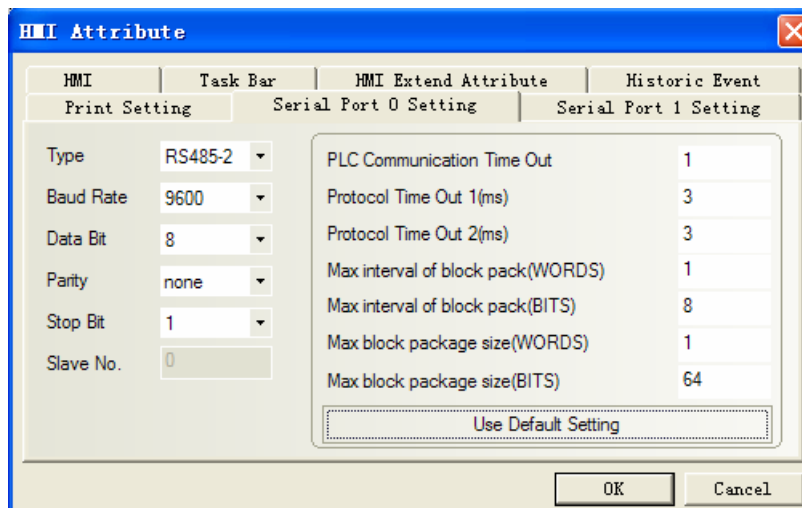 HMI Attribute
HMI Task Bar HMI Extend Attribute Historic Event
Print Setting Serial Port 0 Setting Serial Port 1 Setting
Type RS485-2
Baud Rate 9600
Data Bit 8
Parity none
Stop Bit 1
Slave No. 0
PLC Communication Time Out 1
Protocol Time Out 1(ms) 3
Protocol Time Out 2(ms) 3
Max interval of block pack(WORDS) 1
Max interval of block pack(BITS) 8
Max block package size(WORDS) 1
Max block package size(BITS) 64
Use Default Setting
OK Cancel